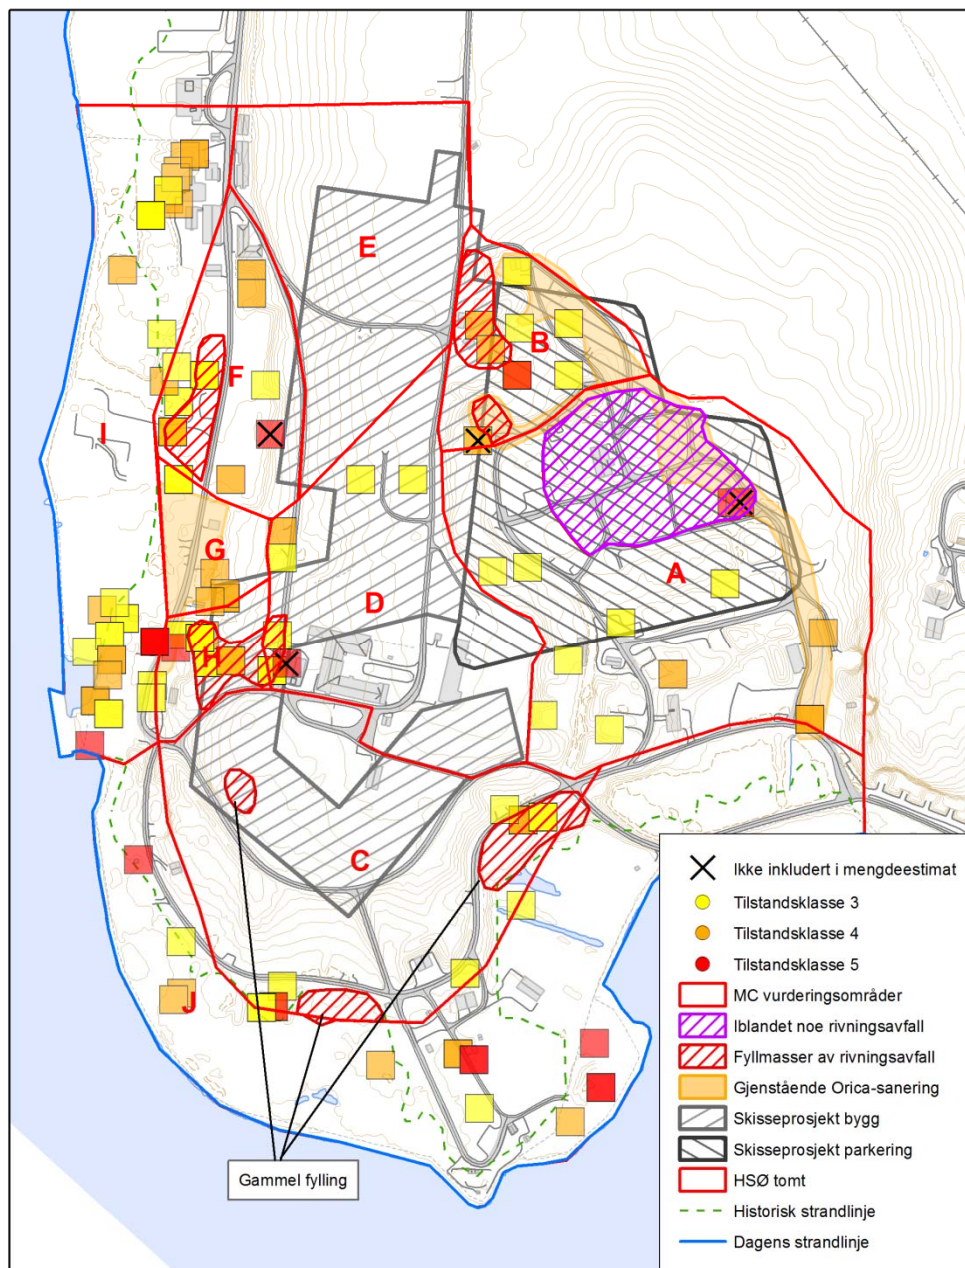 E
B
F
I
A
G
D
H
C
J
Gammel fylling
Ikke inkludert i mengdeestimat
Tilstandsklasse 3
Tilstandsklasse 4
Tilstandsklasse 5
MC vurderingsområder
Iblandet noe rivningsavfall
Fyllmasser av rivningsavfall
Gjenstående Orica-sanering
Skisseprosjekt bygg
Skisseprosjekt parkering
HSØ tomt
Historisk strandlinje
Dagens strandlinje